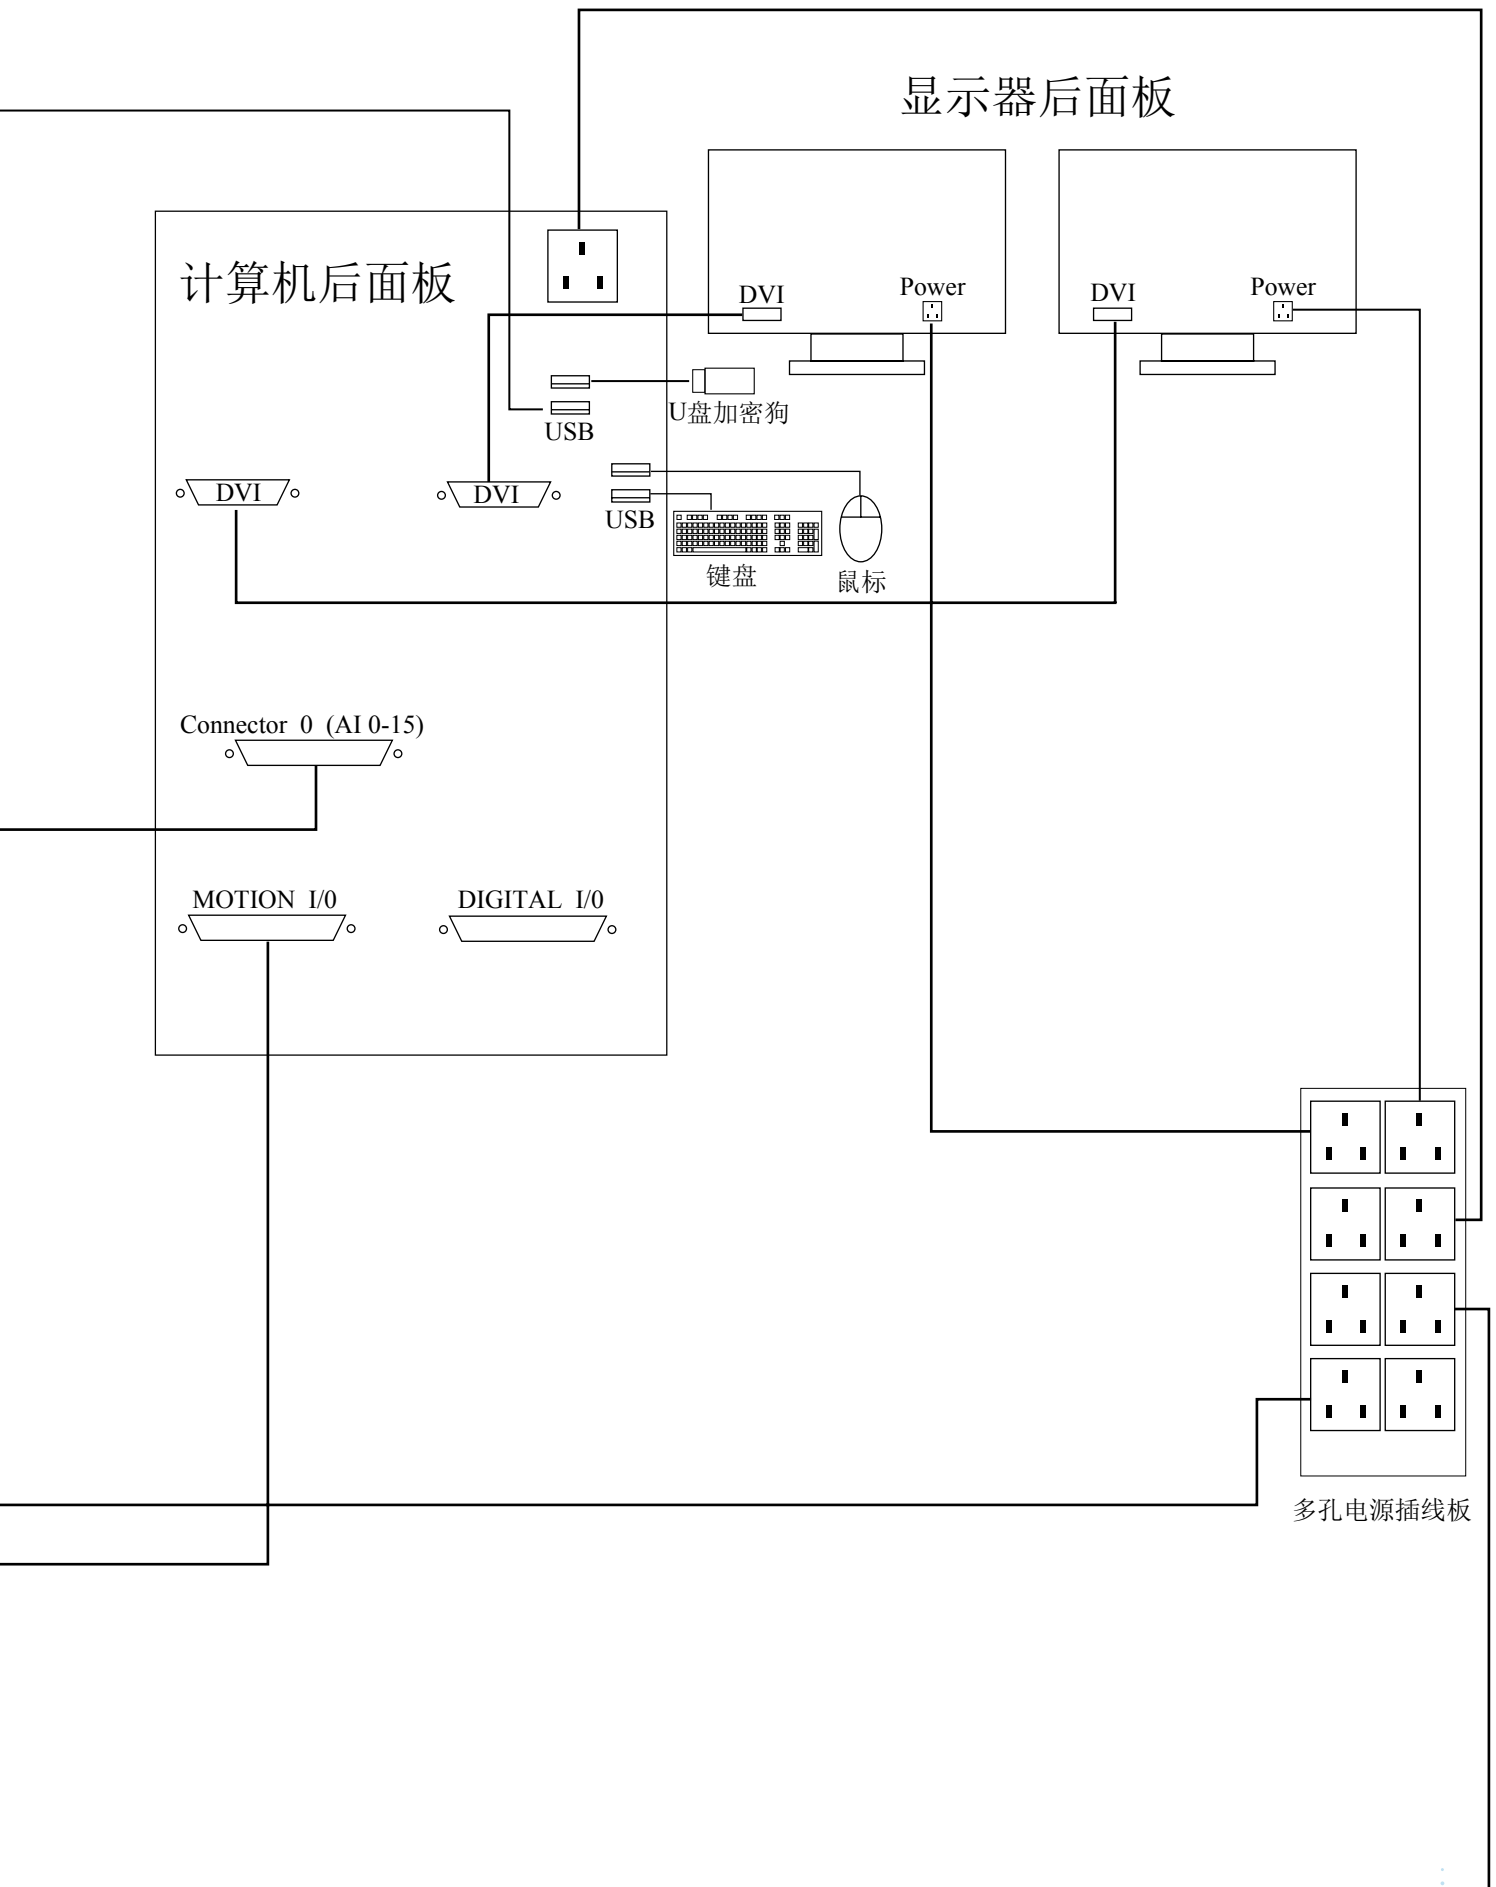 显示器后面板
计算机后面板
DVI
Power
DVI
Power
U盘加密狗
USB
DVI
DVI
USB
键盘
鼠标
Connector 0 (AI 0-15)
MOTION I/0
DIGITAL I/0
多孔电源插线板